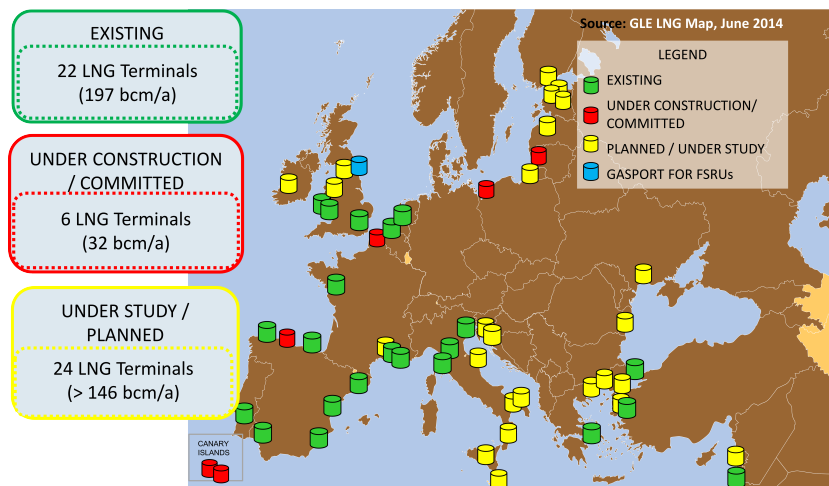 EXISTING
22 LNG Terminals
(197 bcm/a)
UNDER CONSTRUCTION
/ COMMITTED
6 LNG Terminals
(32 bcm/a)
UNDER STUDY /
PLANNED
24 LNG Terminals
(> 146 bcm/a)
Source: GLE LNG Map, June 2014
LEGEND
EXISTING
UNDER CONSTRUCTION/
COMMITTED
PLANNED / UNDER STUDY
GASPORT FOR FSRUs
CANARY
ISLANDS